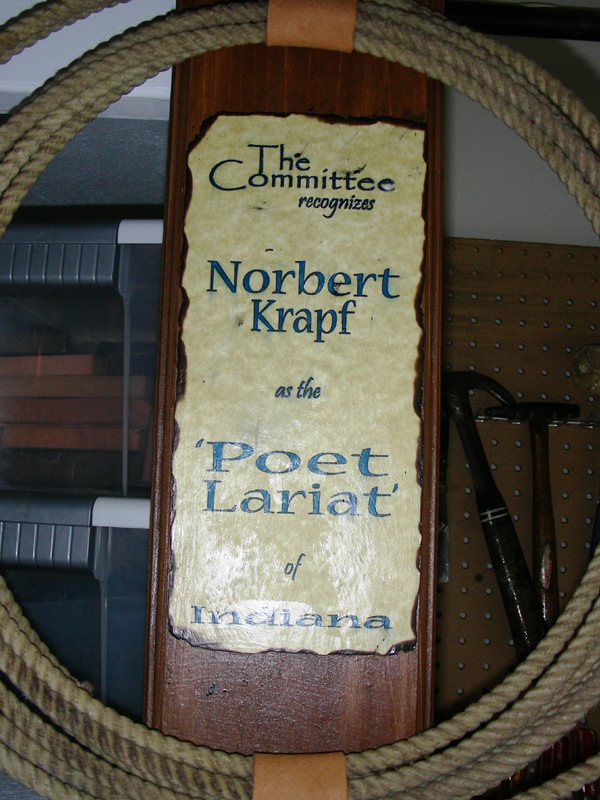 The
Committee
recognizes
Norbert
Krapf
as the
'Poet
Lariat'
of
Indiana